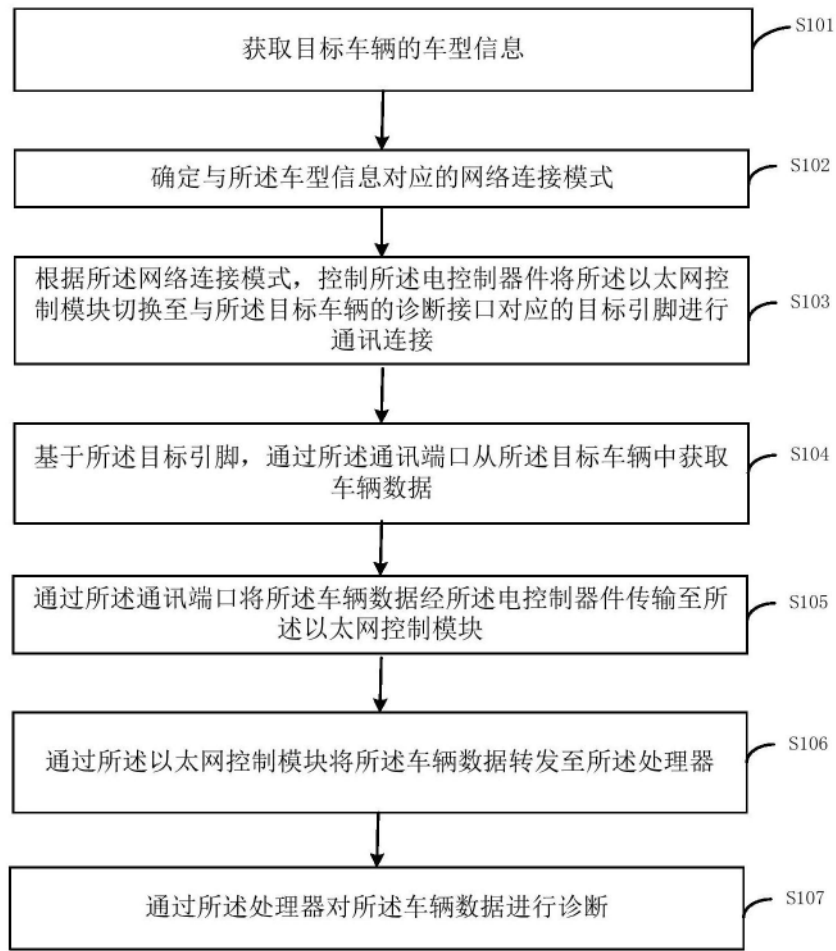 获取目标车辆的车型信息
S101
确定与所述车型信息对应的网络连接模式
S102
根据所述网络连接模式，控制所述电控制器件将所述以太网控
制模块切换至与所述目标车辆的诊断接口对应的目标引脚进行
通讯连接
S103
基于所述目标引脚，通过所述通讯端口从所述目标车辆中获取
车辆数据
S104
通过所述通讯端口将所述车辆数据经所述电控制器件传输至所
述以太网控制模块
S105
通过所述以太网控制模块将所述车辆数据转发至所述处理器
S106
通过所述处理器对所述车辆数据进行诊断
S107